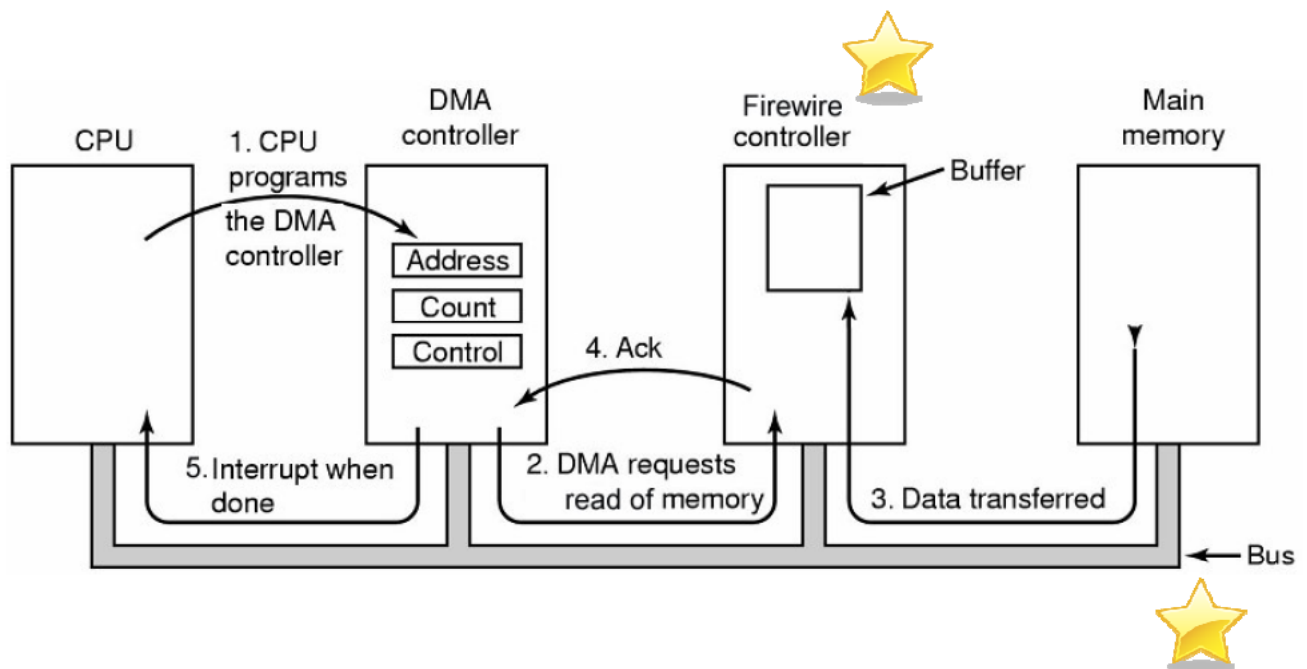 CPU
1. CPU
programs
the DMA
controller
DMA
controller
Address
Count
Control
Firewire
controller
Buffer
Main
memory
4. Ack
5. Interrupt when
done
2. DMA requests
read of memory
3. Data transferred
Bus